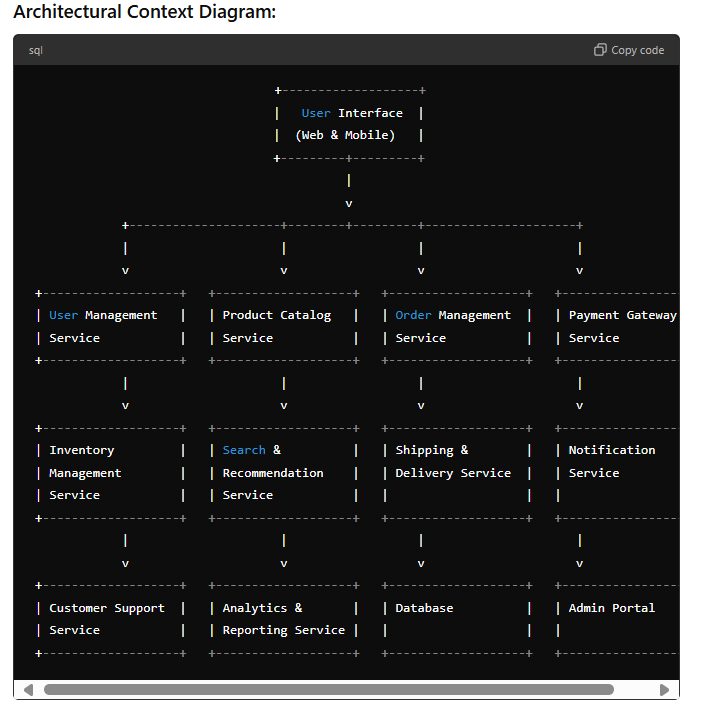 Architectural Context Diagram:
sql Copy code
User Interface
(Web & Mobile)
v
v v v v
User Management Product Catalog Order Management Payment Gateway
Service Service Service Service
v v v v
Inventory Search & Shipping & Notification
Management Recommendation Delivery Service Service
Service Service
v v v v
Customer Support Analytics & Database Admin Portal
Service Reporting Service